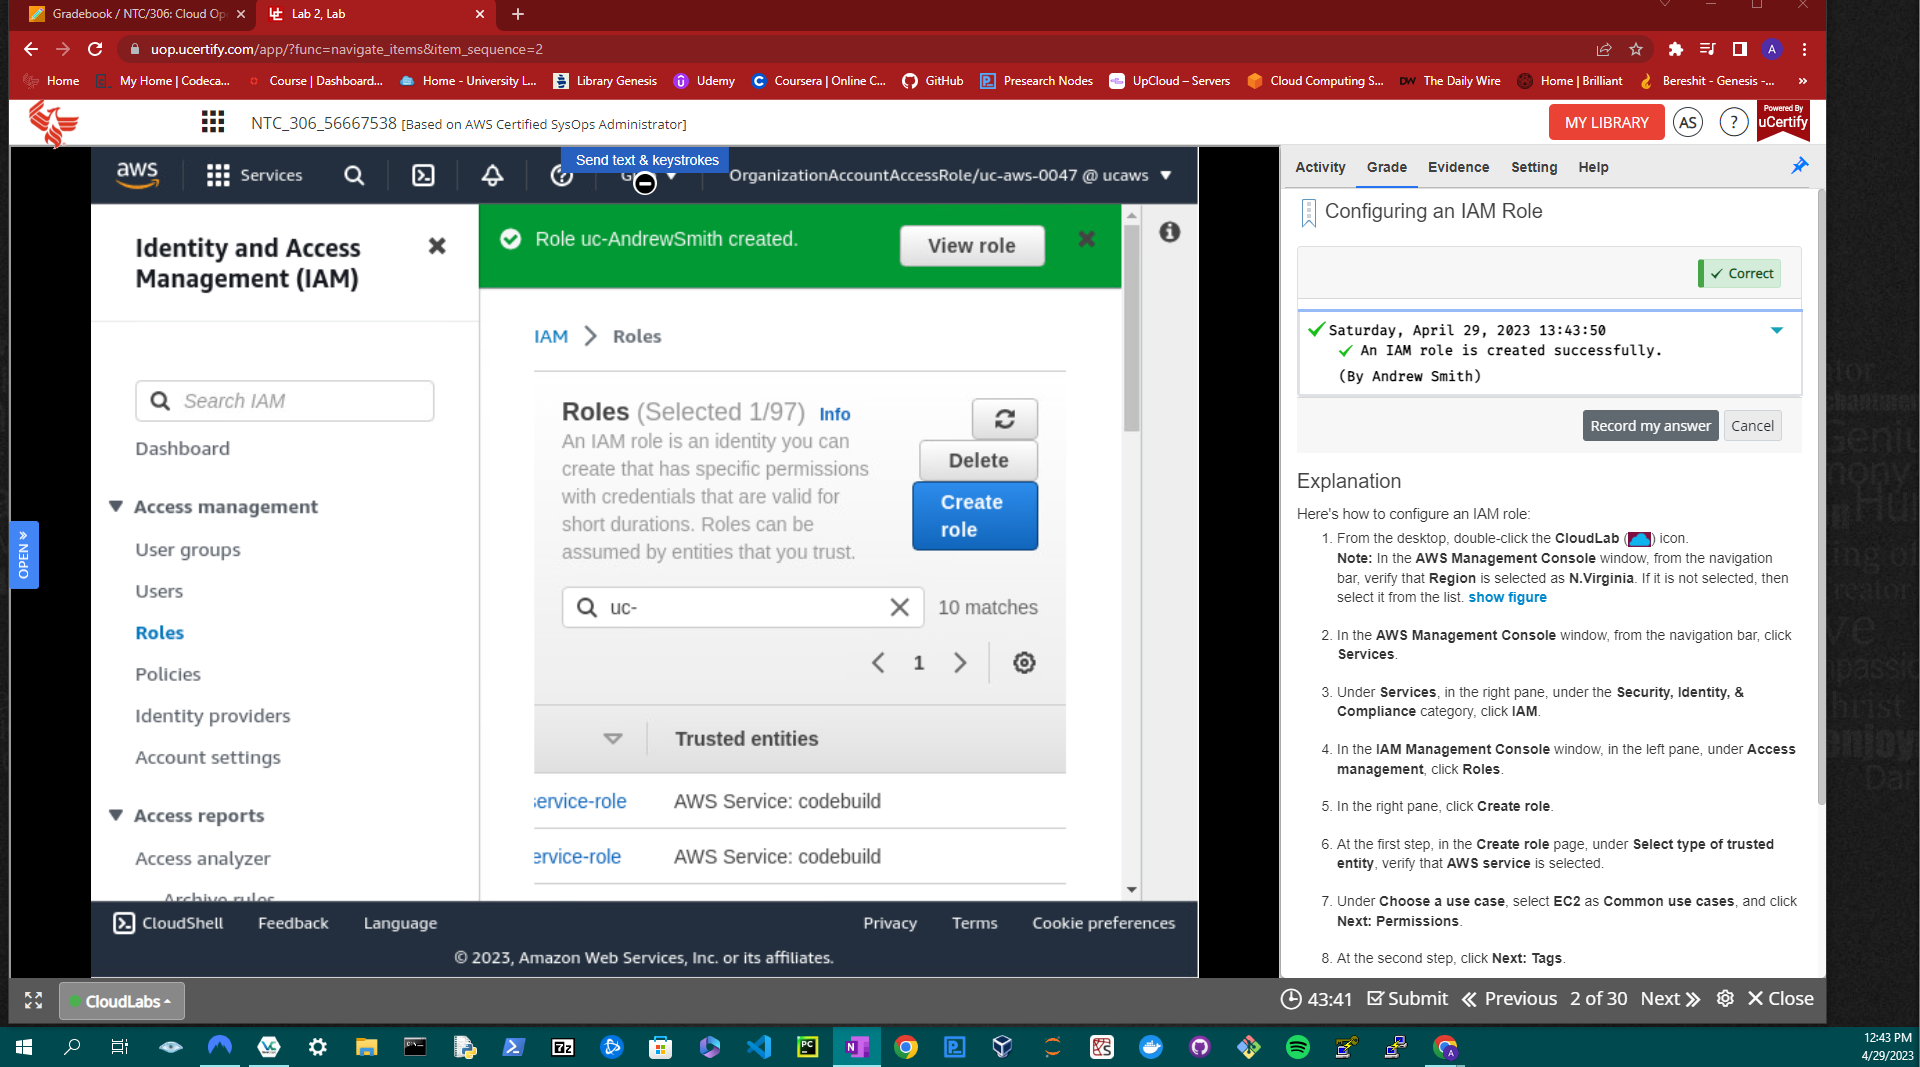 Gradebook / NTC/306: Cloud Op
Lab 2, Lab
uop.ucertify.com/app/?func=navigate_items&item_sequence=2
A
Home
My Home | Codeca...
Course | Dashboard...
Home - University L...
Library Genesis
Udemy
Coursera | Online C...
GitHub
Presearch Nodes
UpCloud – Servers
Cloud Computing S...
DW The Daily Wire
Home | Brilliant
Bereshit - Genesis -...
»
NTC_306_56667538 [Based on AWS Certified SysOps Administrator]
MY LIBRARY
AS
?
Powered By
uCertify
Send text & keystrokes
aws
Services
OrganizationAccountAccessRole/uc-aws-0047 @ ucaws
Identity and Access
Management (IAM)
Search IAM
Dashboard
Access management
User groups
Users
Roles
Policies
Identity providers
Account settings
Access reports
Access analyzer
Archive rules
OPEN »
Role uc-AndrewSmith created.
View role
IAM
Roles
Roles (Selected 1/97) Info
An IAM role is an identity you can
create that has specific permissions
with credentials that are valid for
short durations. Roles can be
assumed by entities that you trust.
Delete
Create
role
uc-
10 matches
1
Trusted entities
service-role
AWS Service: codebuild
ervice-role
AWS Service: codebuild
CloudShell
Feedback
Language
Privacy
Terms
Cookie preferences
© 2023, Amazon Web Services, Inc. or its affiliates.
Activity
Grade
Evidence
Setting
Help
Configuring an IAM Role
Correct
Saturday, April 29, 2023 13:43:50
An IAM role is created successfully.
(By Andrew Smith)
Record my answer
Cancel
Explanation
Here's how to configure an IAM role:
1. From the desktop, double-click the CloudLab ( ) icon.
Note: In the AWS Management Console window, from the navigation
bar, verify that Region is selected as N.Virginia. If it is not selected, then
select it from the list. show figure
2. In the AWS Management Console window, from the navigation bar, click
Services.
3. Under Services, in the right pane, under the Security, Identity, &
Compliance category, click IAM.
4. In the IAM Management Console window, in the left pane, under Access
management, click Roles.
5. In the right pane, click Create role.
6. At the first step, in the Create role page, under Select type of trusted
entity, verify that AWS service is selected.
7. Under Choose a use case, select EC2 as Common use cases, and click
Next: Permissions.
8. At the second step, click Next: Tags.
CloudLabs
43:41
Submit
Previous
2 of 30
Next
Close
12:43 PM
4/29/2023